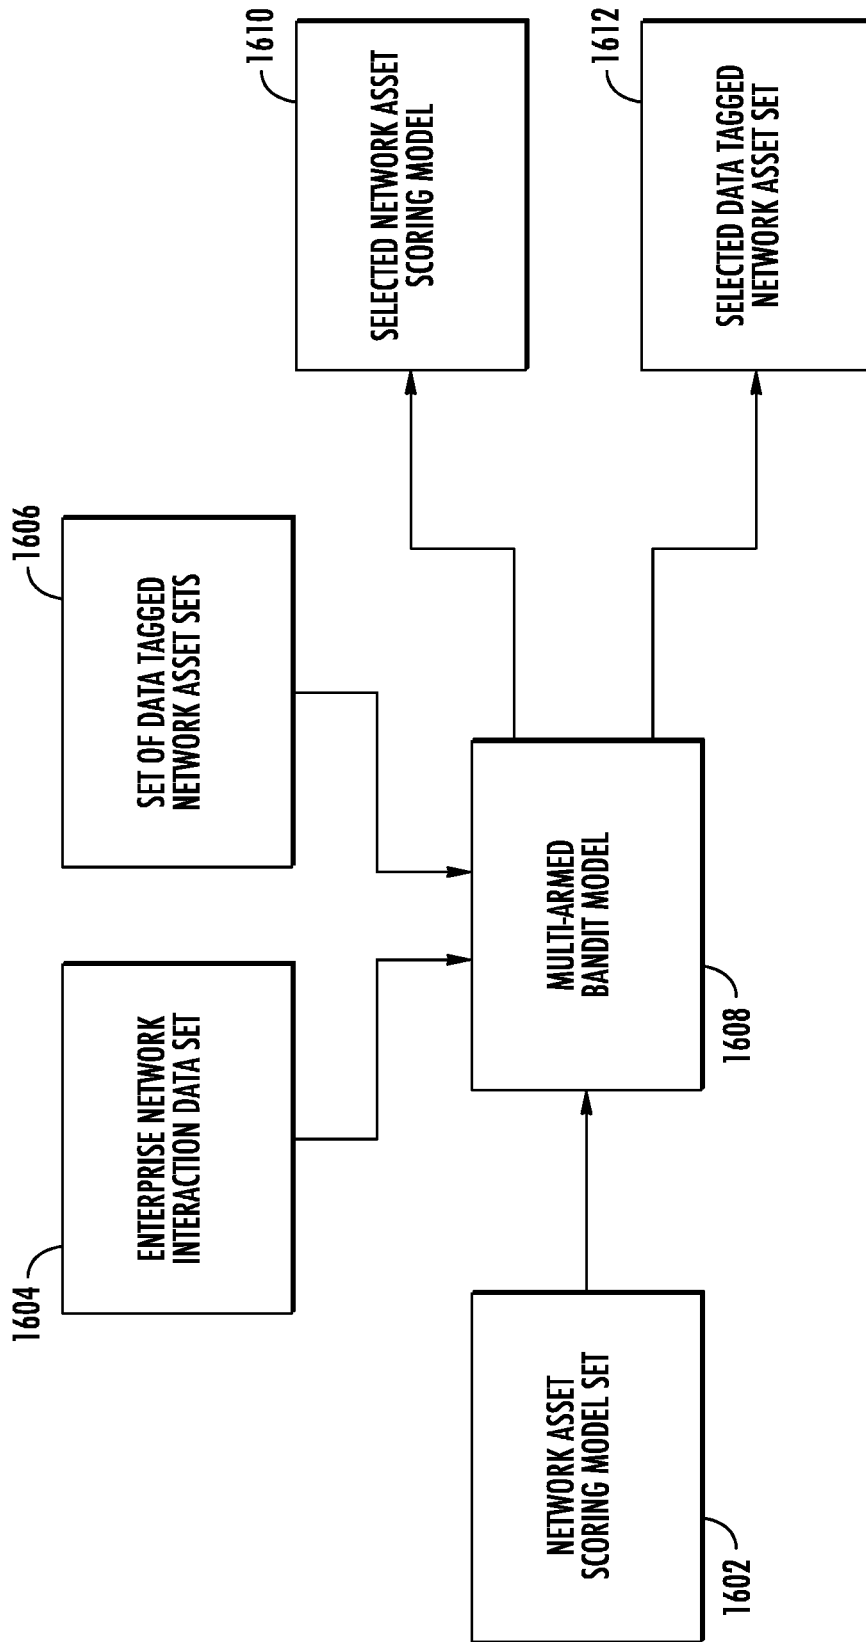 1602
NETWORK ASSET
SCORING MODEL SET
1604
ENTERPRISE NETWORK
INTERACTION DATA SET
1606
SET OF DATA TAGGED
NETWORK ASSET SETS
1608
MULTI-ARMED
BANDIT MODEL
1610
SELECTED NETWORK ASSET
SCORING MODEL
1612
SELECTED DATA TAGGED
NETWORK ASSET SET